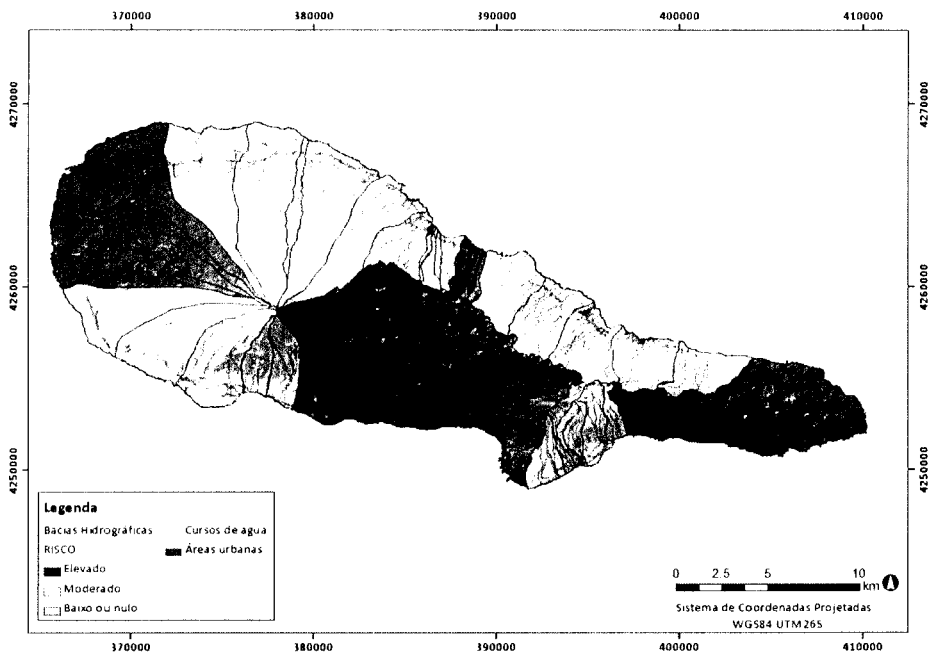 370000 380000 390000 400000 410000
4270000 4270000
4260000 4260000
4250000 4250000
Legenda
Bacias Hidrográficas Cursos de agua
RISCO Áreas urbanas
Elevado
Moderado
Baixo ou nulo
0 2.5 5 10
km
Sistema de Coordenadas Projetadas
WGS84 UTM26S
370000 380000 390000 400000 410000